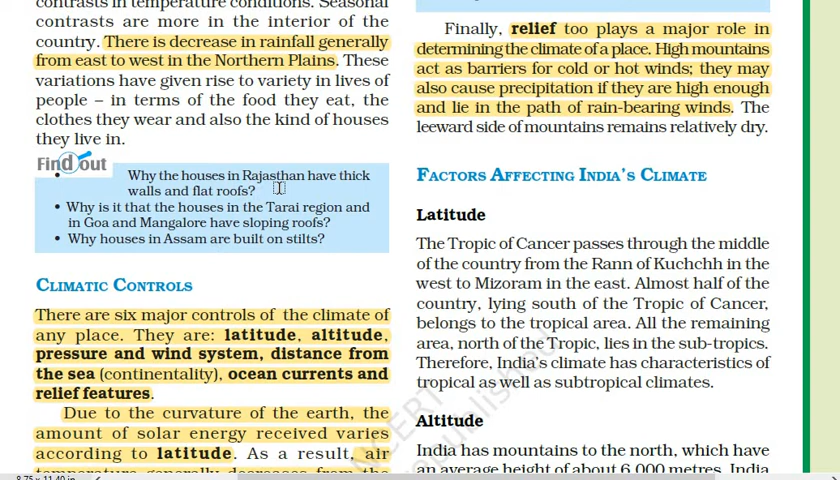 contrasts in temperature conditions. Seasonal
contrasts are more in the interior of the
country. There is decrease in rainfall generally
from east to west in the Northern Plains. These
variations have given rise to variety in lives of
people – in terms of the food they eat, the
clothes they wear and also the kind of houses
they live in.
Find out
• Why the houses in Rajasthan have thick
walls and flat roofs?
• Why is it that the houses in the Tarai region and
in Goa and Mangalore have sloping roofs?
• Why houses in Assam are built on stilts?
CLIMATIC CONTROLS
There are six major controls of the climate of
any place. They are: latitude, altitude,
pressure and wind system, distance from
the sea (continentality), ocean currents and
relief features.
Due to the curvature of the earth, the
amount of solar energy received varies
according to latitude. As a result, air
temperature generally decreases from the
8.75 x 11.40 in
Finally, relief too plays a major role in
determining the climate of a place. High mountains
act as barriers for cold or hot winds; they may
also cause precipitation if they are high enough
and lie in the path of rain-bearing winds. The
leeward side of mountains remains relatively dry.
FACTORS AFFECTING INDIA'S CLIMATE
Latitude
The Tropic of Cancer passes through the middle
of the country from the Rann of Kuchchh in the
west to Mizoram in the east. Almost half of the
country, lying south of the Tropic of Cancer,
belongs to the tropical area. All the remaining
area, north of the Tropic, lies in the sub-tropics.
Therefore, India's climate has characteristics of
tropical as well as subtropical climates.
Altitude
India has mountains to the north, which have
an average height of about 6,000 metres. India